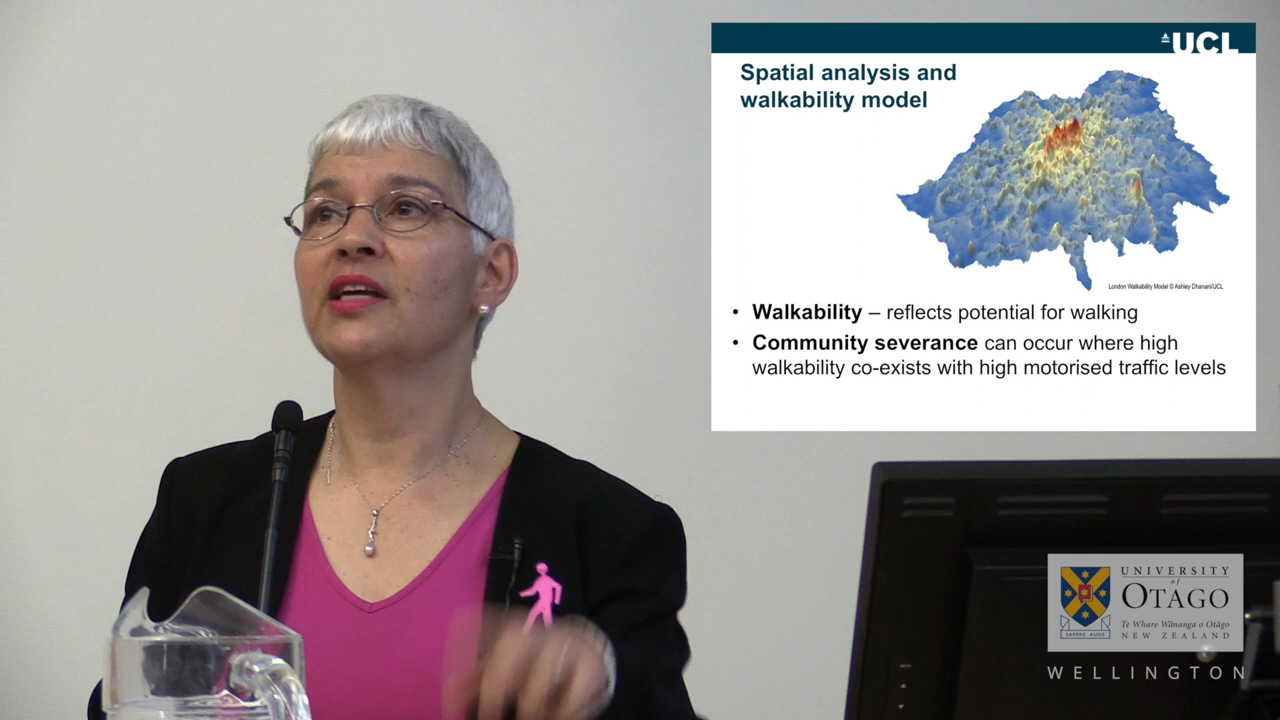 UCL
Spatial analysis and
walkability model
London Walkability Model © Ashley Dhanani/UCL
• Walkability – reflects potential for walking
• Community severance can occur where high
walkability co-exists with high motorised traffic levels
UNIVERSITY
of
OTAGO
Te Whare Wānanga o Otāgo
NEW ZEALAND
SAPERE AUDE
WELLINGTON